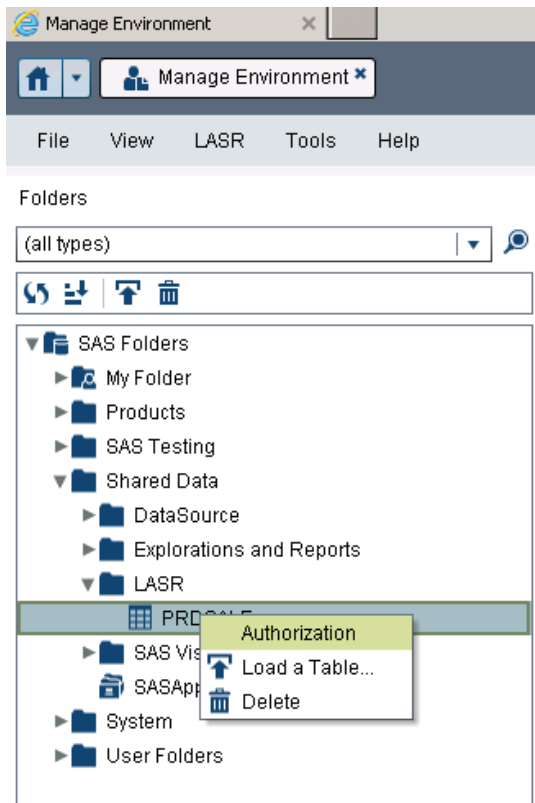 Manage Environment
Manage Environment
File View LASR Tools Help
Folders
(all types)
SAS Folders
My Folder
Products
SAS Testing
Shared Data
DataSource
Explorations and Reports
LASR
Authorization
SAS
Load a Table...
Delete
System
User Folders